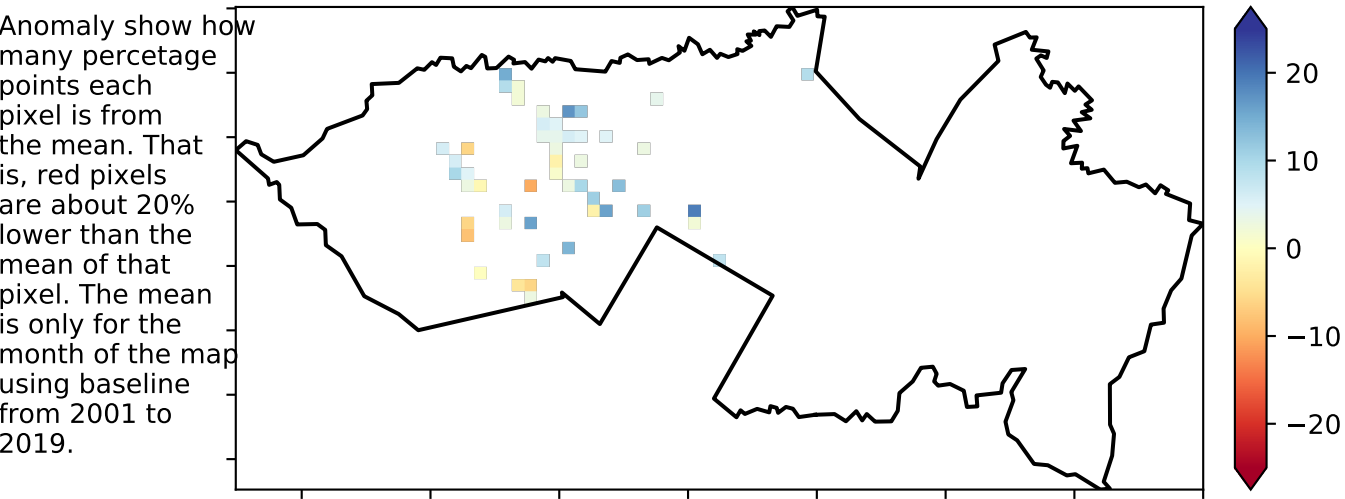 Anomaly show how
many percetage
points each
pixel is from
the mean. That
is, red pixels
are about 20%
lower than the
mean of that
pixel. The mean
is only for the
month of the map
using baseline
from 2001 to
2019.
20
10
0
−10
−20